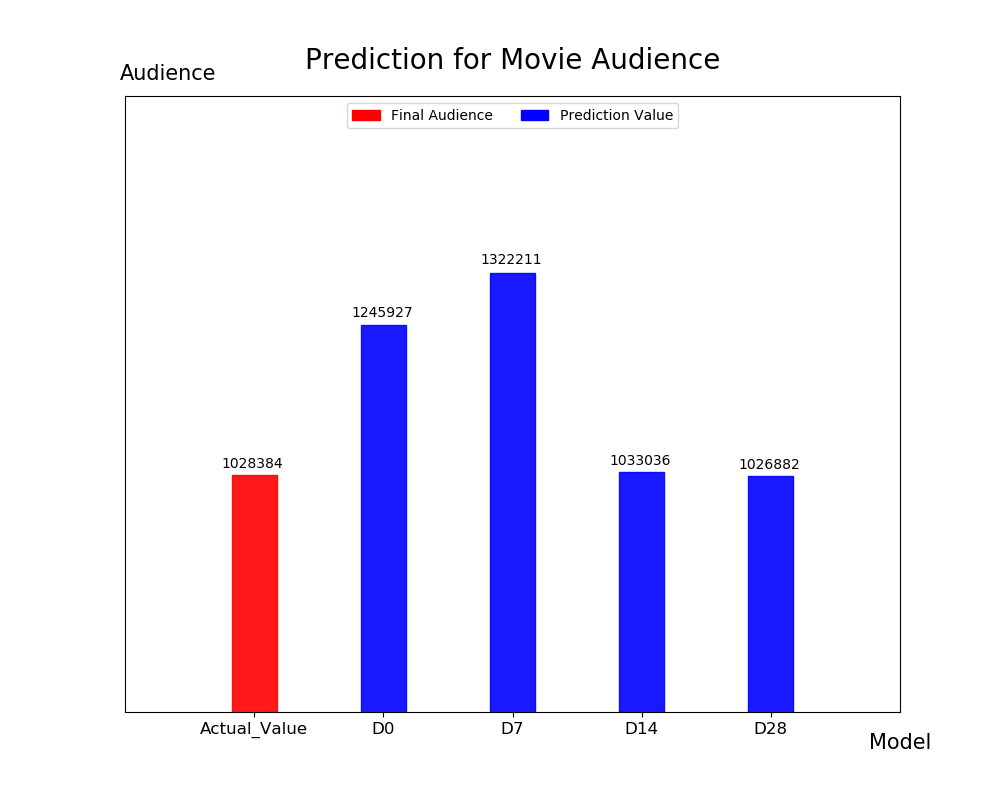 Prediction for Movie Audience
Audience
Final Audience
Prediction Value
1322211
1245927
1028384
1033036
1026882
Actual_Value
D0
D7
D14
D28
Model